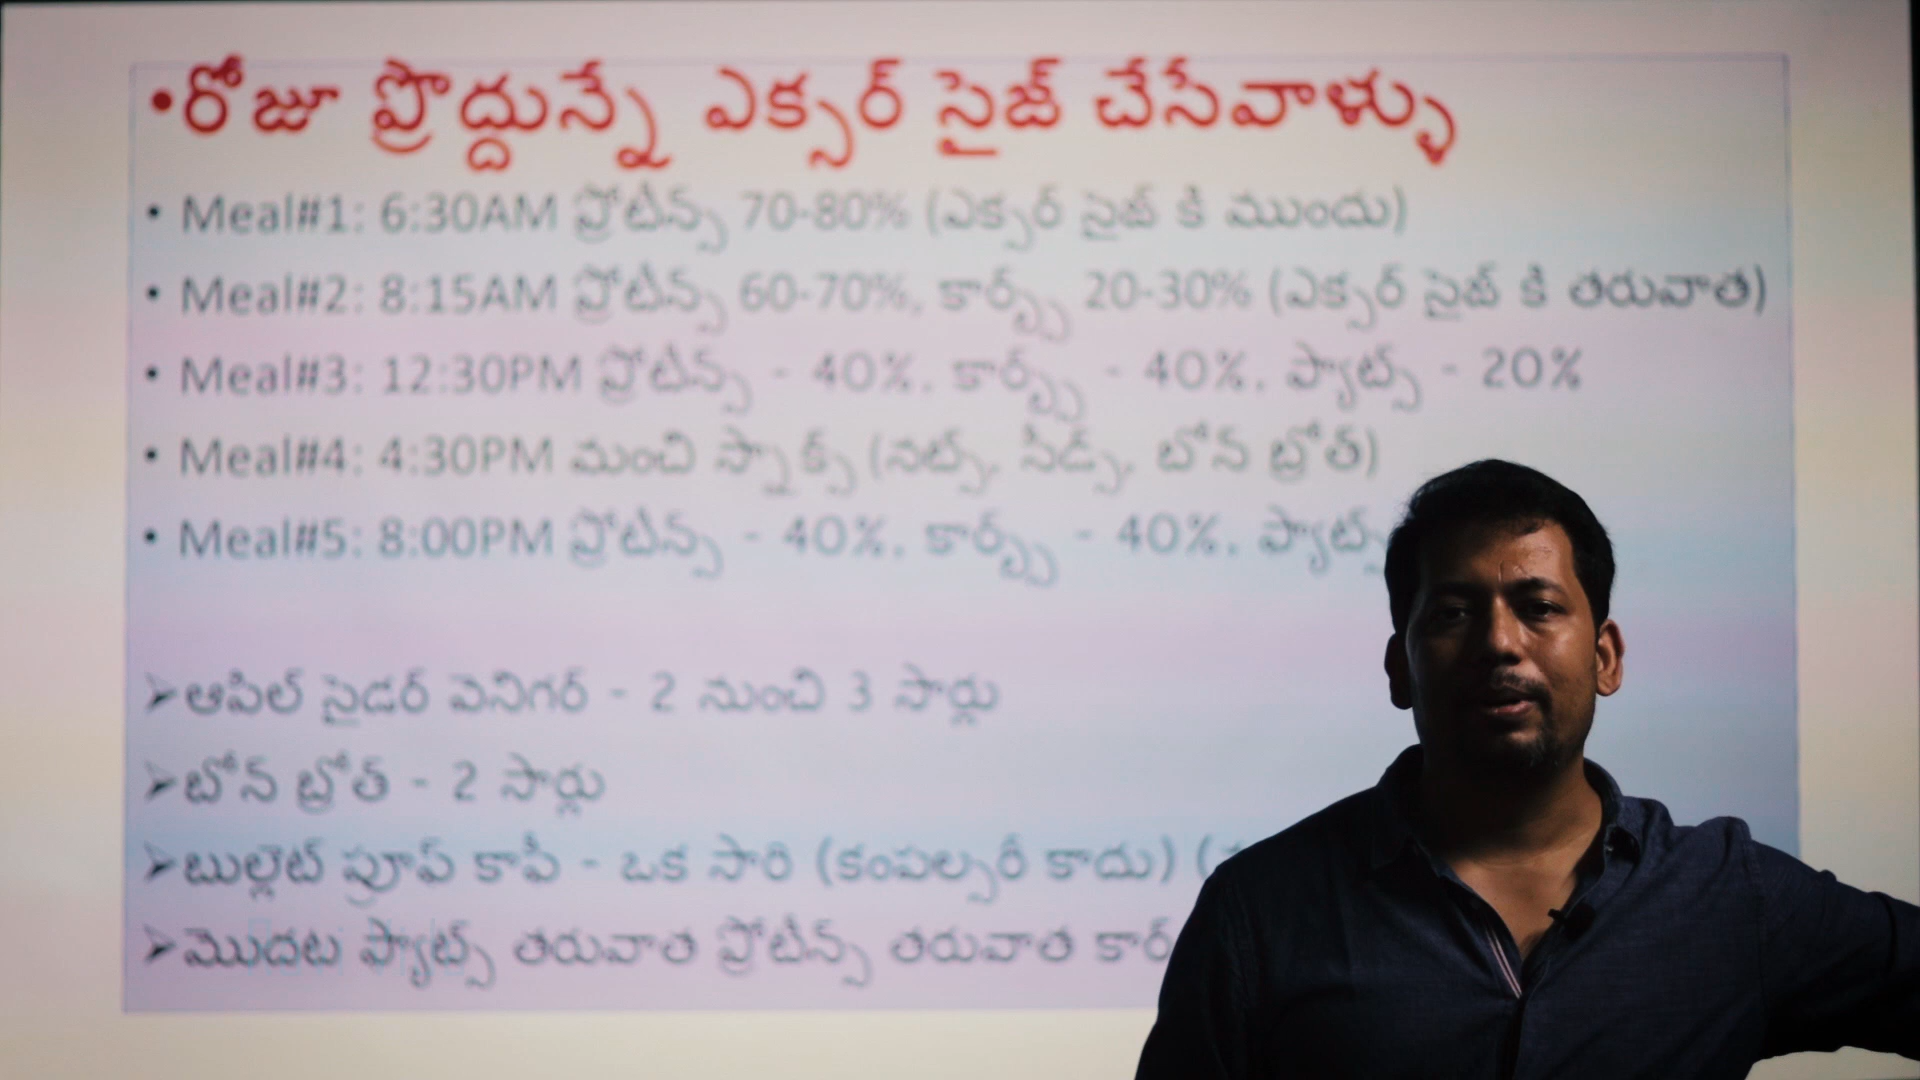 •రోజూ ప్రొద్దున్నే ఎక్సర్ సైజ్ చేసేవాళ్ళు
• Meal#1: 6:30AM ప్రోటీన్స్ 70-80% (ఎక్సర్ సైజ్ కి ముందు)
• Meal#2: 8:15AM ప్రోటీన్స్ 60-70%, కార్బ్స్ 20-30% (ఎక్సర్ సైజ్ కి తరువాత)
• Meal#3: 12:30PM ప్రోటీన్స్ - 40%, కార్బ్స్ - 40%, ఫ్యాట్స్ - 20%
• Meal#4: 4:30PM మంచి స్నాక్స్ (నట్స్, సీడ్స్, బోన్ బ్రోత్)
• Meal#5: 8:00PM ప్రోటీన్స్ - 40%, కార్బ్స్ - 40%, ఫ్యాట్స్
➢ఆపిల్ సైడర్ వెనిగర్ - 2 నుంచి 3 సార్లు
➢బోన్ బ్రోత్ - 2 సార్లు
➢బుల్లెట్ ప్రూఫ్ కాఫీ - ఒక సారి (కంపల్సరీ కాదు)
➢మొదట ఫ్యాట్స్ తరువాత ప్రోటీన్స్ తరువాత